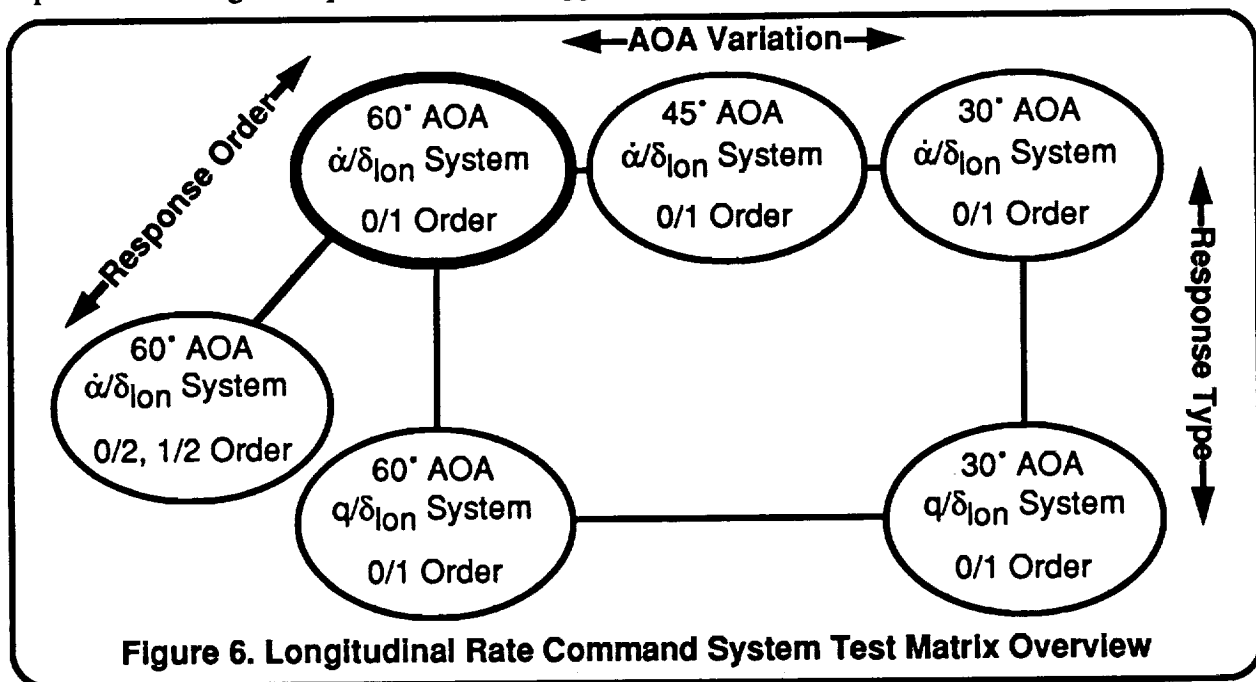 ◄—AOA Variation—►
◄—Response Order—►
60° AOA
α̇/δlon System
0/1 Order
45° AOA
α̇/δlon System
0/1 Order
30° AOA
α̇/δlon System
0/1 Order
◄—Response Type—►
60° AOA
α̇/δlon System
0/2, 1/2 Order
60° AOA
q/δlon System
0/1 Order
30° AOA
q/δlon System
0/1 Order
Figure 6. Longitudinal Rate Command System Test Matrix Overview